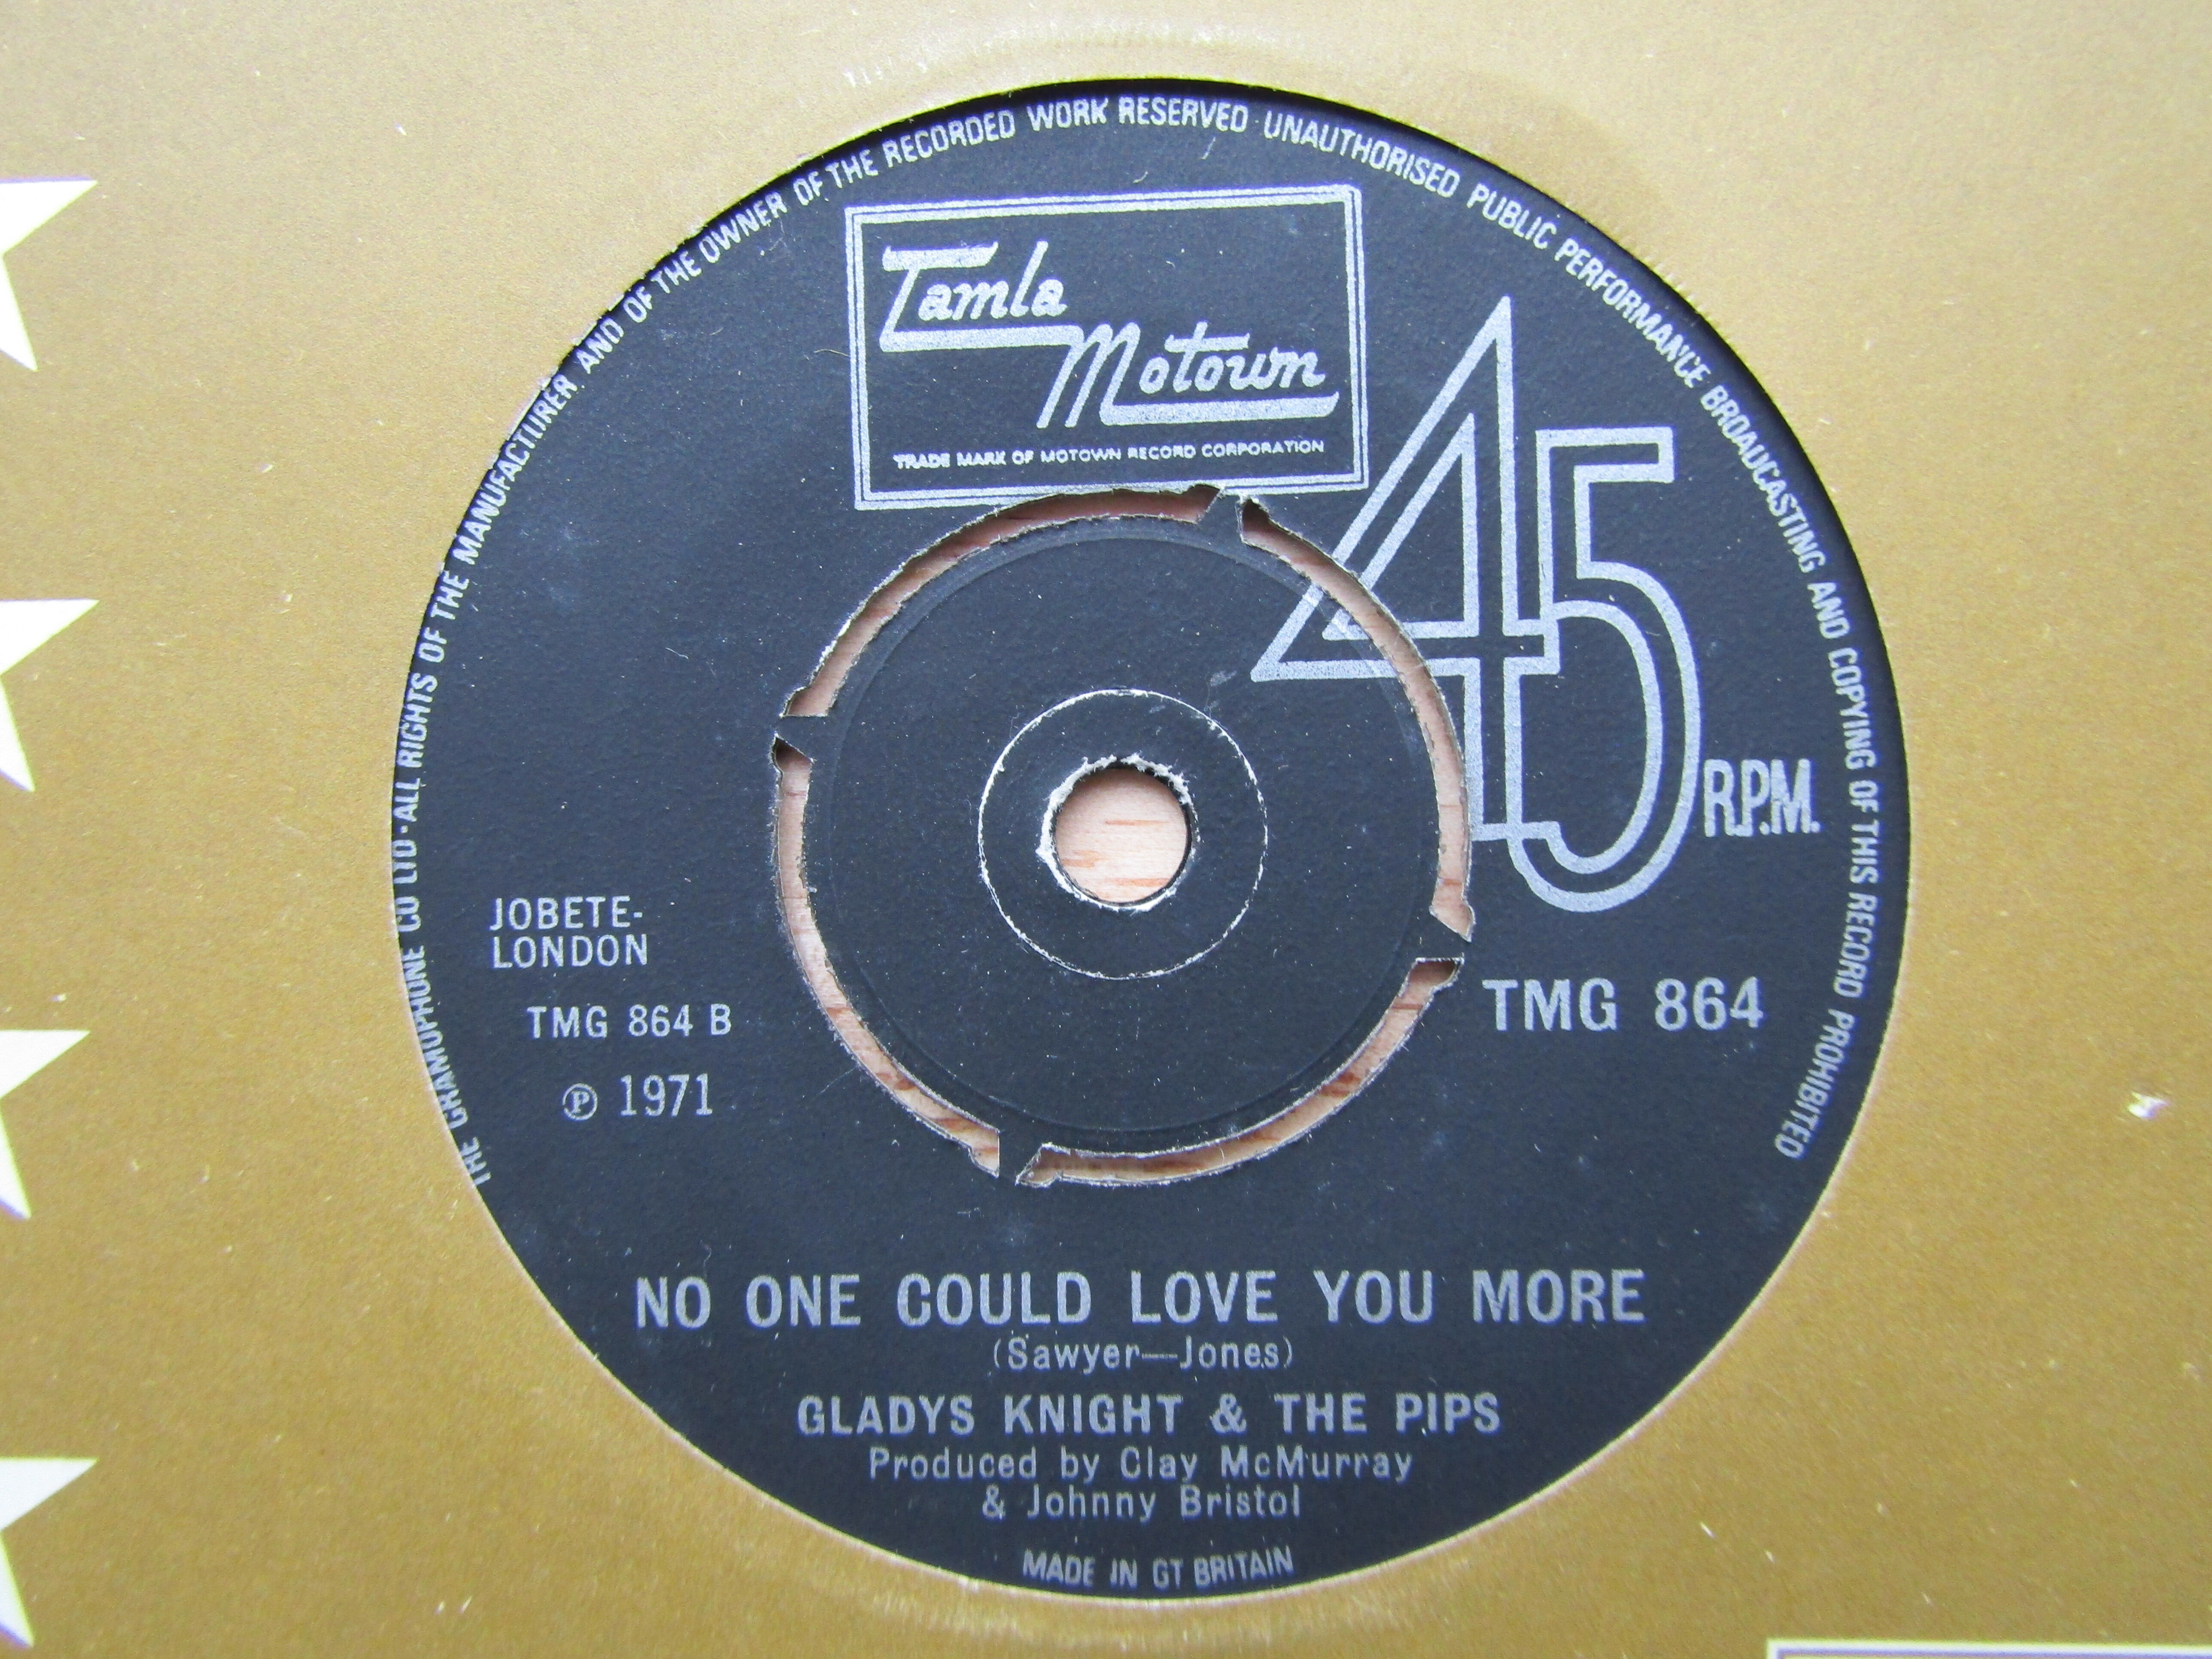 THE GRAMOPHONE CO LTD · ALL RIGHTS OF THE MANUFACTURER AND OF THE OWNER OF THE RECORDED WORK RESERVED · UNAUTHORISED PUBLIC PERFORMANCE BROADCASTING AND COPYING OF THIS RECORD PROHIBITED
Tamla
Motown
TRADE MARK OF MOTOWN RECORD CORPORATION
45
R.P.M.
JOBETE-
LONDON
TMG 864 B
℗ 1971
TMG 864
NO ONE COULD LOVE YOU MORE
(Sawyer—Jones)
GLADYS KNIGHT & THE PIPS
Produced by Clay McMurray
& Johnny Bristol
MADE IN GT BRITAIN